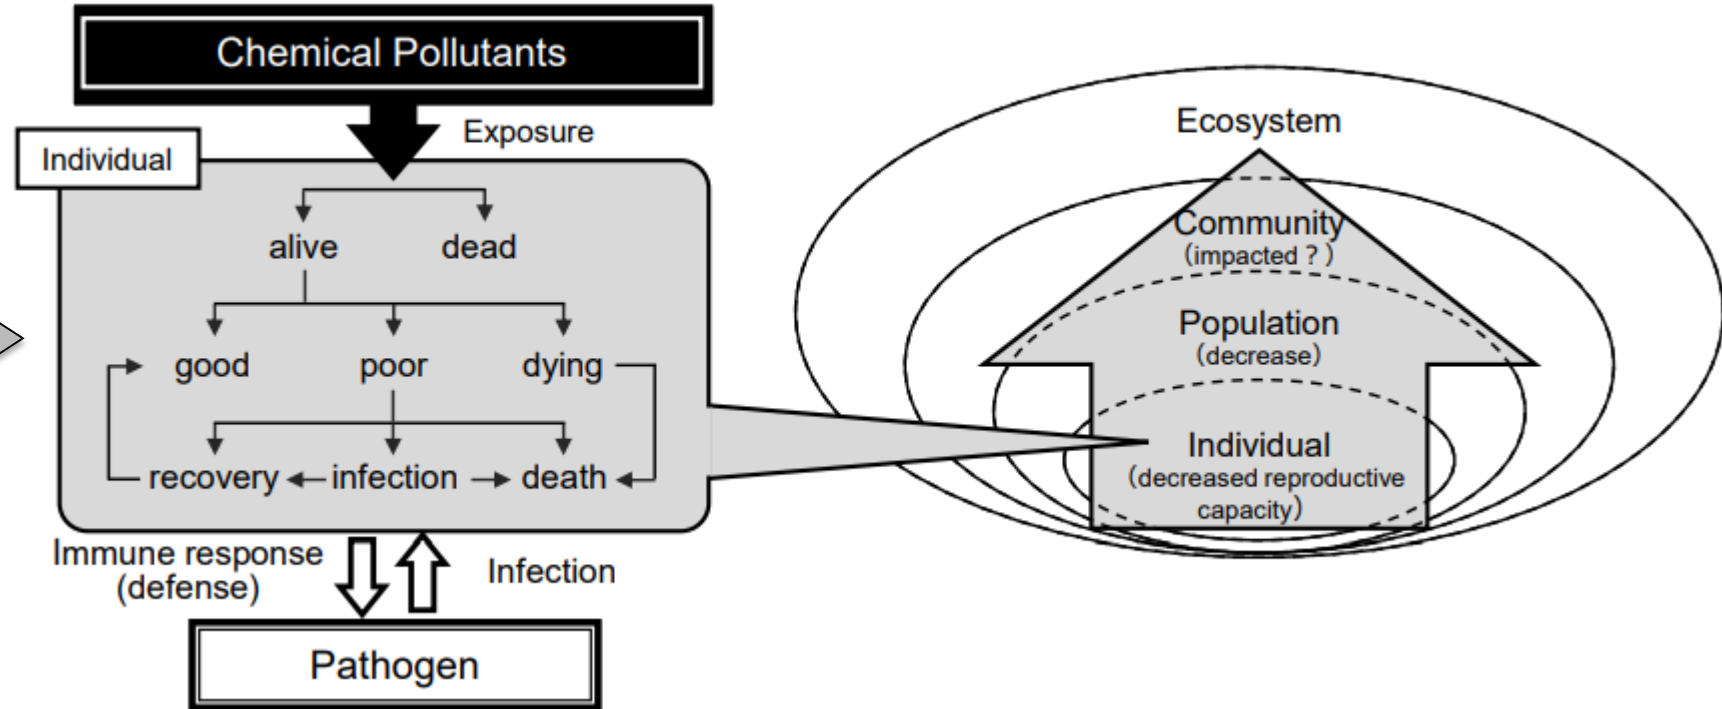 Chemical Pollutants
Exposure
Individual
alive dead
good poor dying
recovery infection death
Immune response
(defense)
Infection
Pathogen
Ecosystem
Community
(impacted ? )
Population
(decrease)
Individual
(decreased reproductive
capacity)